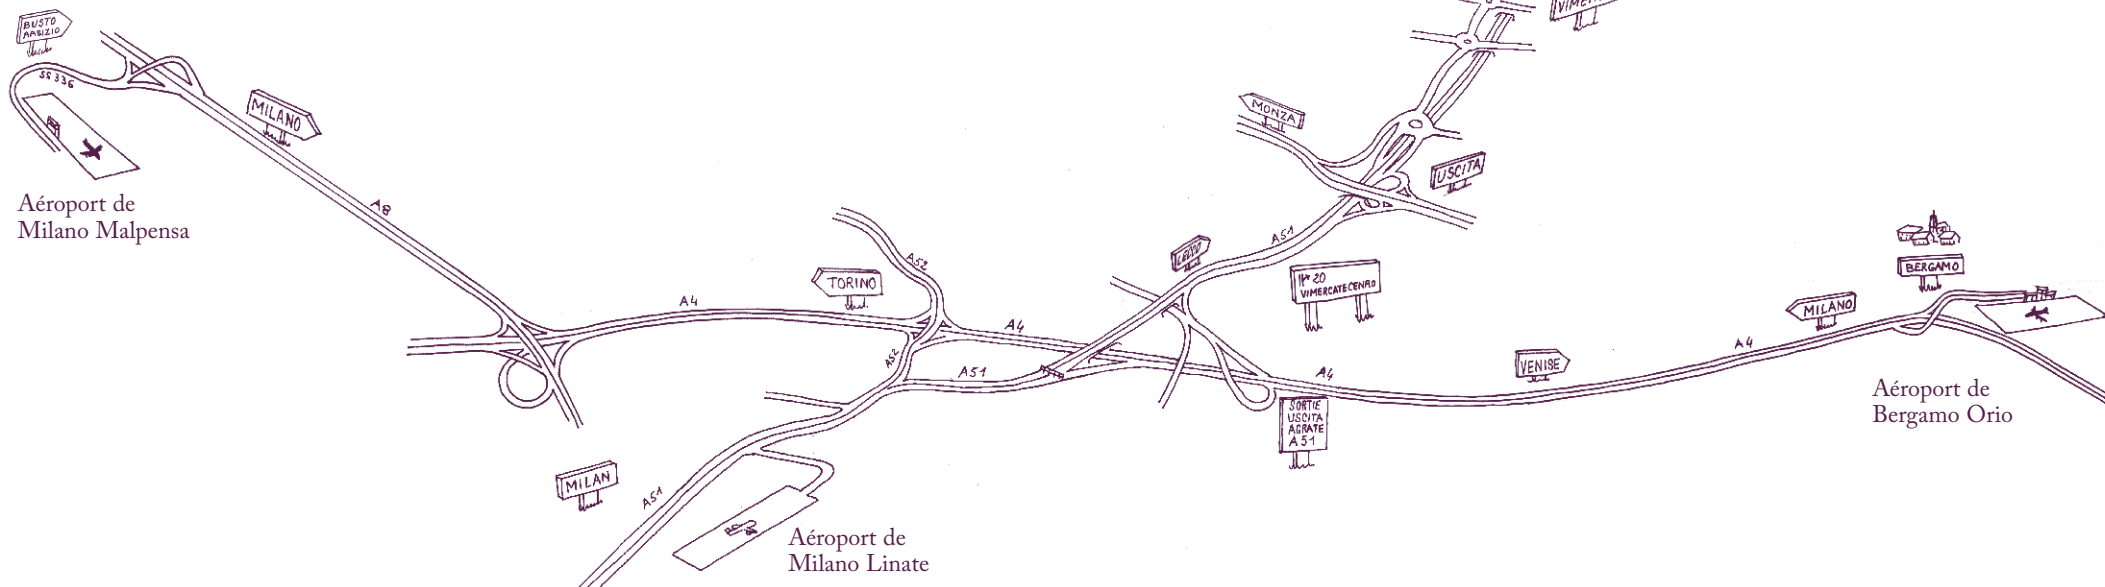 BUSTO
ARSIZIO
SS 336
MILANO
Aéroport de
Milano Malpensa
A8
A4
TORINO
A52
A4
A52
A51
MILAN
A51
Aéroport de
Milano Linate
MONZA
USCITA
A51
LECCO
N° 20
VIMERCATE CENRO
A4
SORTIE
USCITA
AGRATE
A51
VENISE
A4
MILANO
BERGAMO
Aéroport de
Bergamo Orio